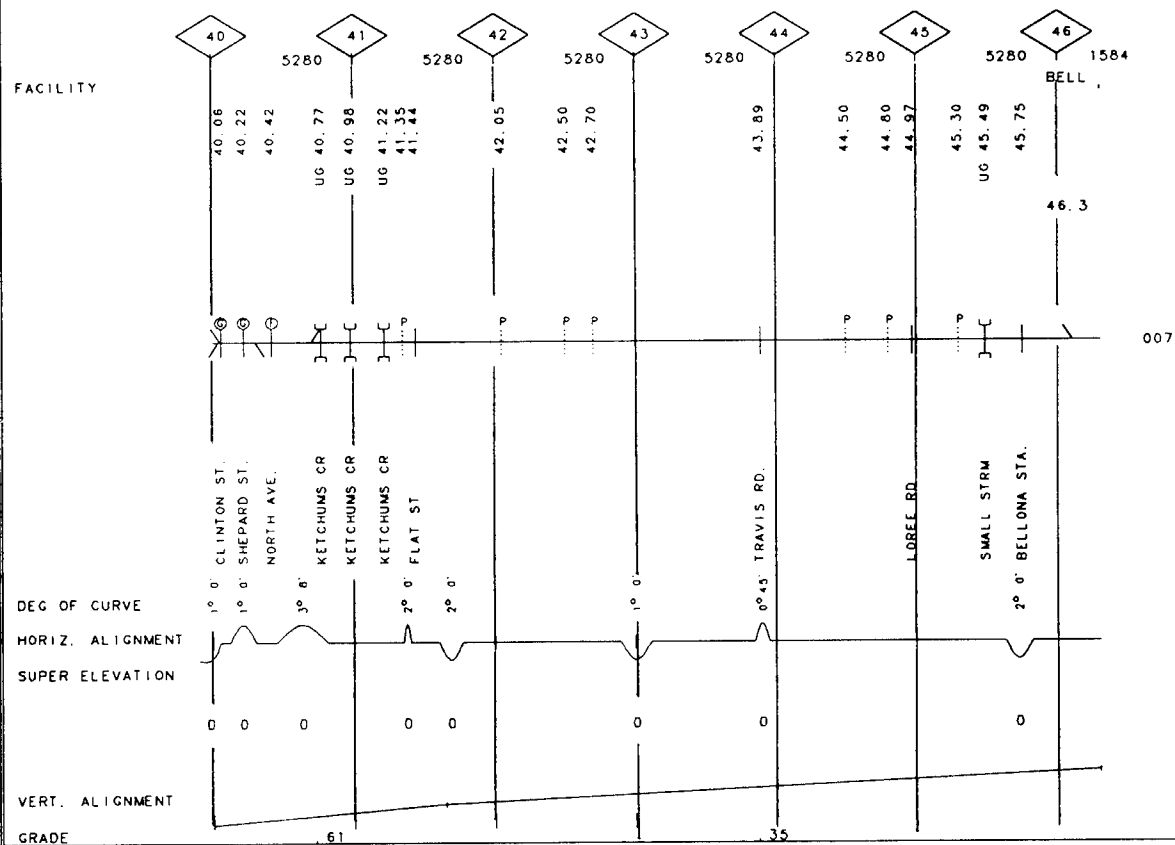 40 41 42 43 44 45 46
5280 5280 5280 5280 5280 5280 1584
BELL
FACILITY
40.06
40.22
40.42
UG 40.77
UG 40.98
UG 41.22
41.35
41.44
42.05
42.50
42.70
43.89
44.50
44.80
44.97
45.30
UG 45.49
45.75
46.3
G G F P P P P P P P
007
CLINTON ST.
SHEPARD ST.
NORTH AVE.
KETCHUMS CR
KETCHUMS CR
KETCHUMS CR
FLAT ST
TRAVIS RD.
LOREE RD
SMALL STRM
BELLONA STA.
DEG OF CURVE
1° 0' 1° 0' 3° 8' 2° 0' 2° 0' 1° 0' 0° 45' 2° 0'
HORIZ. ALIGNMENT
SUPER ELEVATION
0 0 0 0 0 0 0 0
VERT. ALIGNMENT
GRADE .61 .35